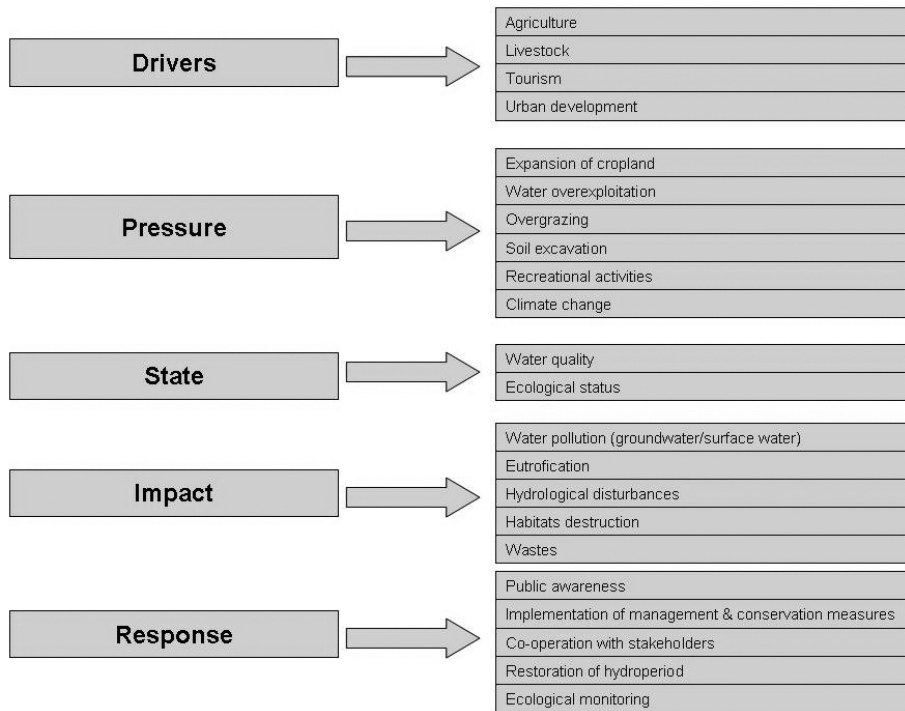 Drivers
Agriculture
Livestock
Tourism
Urban development
Pressure
Expansion of cropland
Water overexploitation
Overgrazing
Soil excavation
Recreational activities
Climate change
State
Water quality
Ecological status
Impact
Water pollution (groundwater/surface water)
Eutrofication
Hydrological disturbances
Habitats destruction
Wastes
Response
Public awareness
Implementation of management & conservation measures
Co-operation with stakeholders
Restoration of hydroperiod
Ecological monitoring